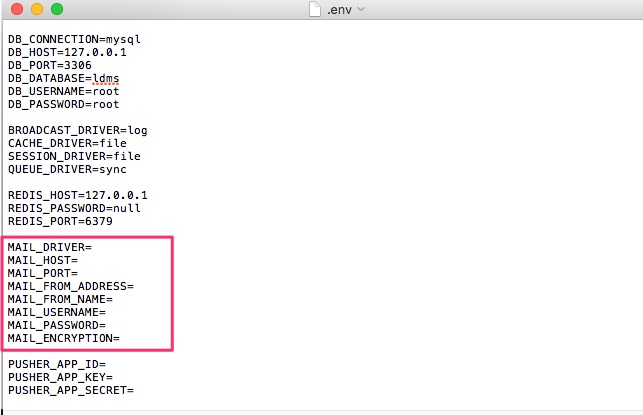 .env
DB_CONNECTION=mysql
DB_HOST=127.0.0.1
DB_PORT=3306
DB_DATABASE=ldms
DB_USERNAME=root
DB_PASSWORD=root
BROADCAST_DRIVER=log
CACHE_DRIVER=file
SESSION_DRIVER=file
QUEUE_DRIVER=sync
REDIS_HOST=127.0.0.1
REDIS_PASSWORD=null
REDIS_PORT=6379
MAIL_DRIVER=
MAIL_HOST=
MAIL_PORT=
MAIL_FROM_ADDRESS=
MAIL_FROM_NAME=
MAIL_USERNAME=
MAIL_PASSWORD=
MAIL_ENCRYPTION=
PUSHER_APP_ID=
PUSHER_APP_KEY=
PUSHER_APP_SECRET=